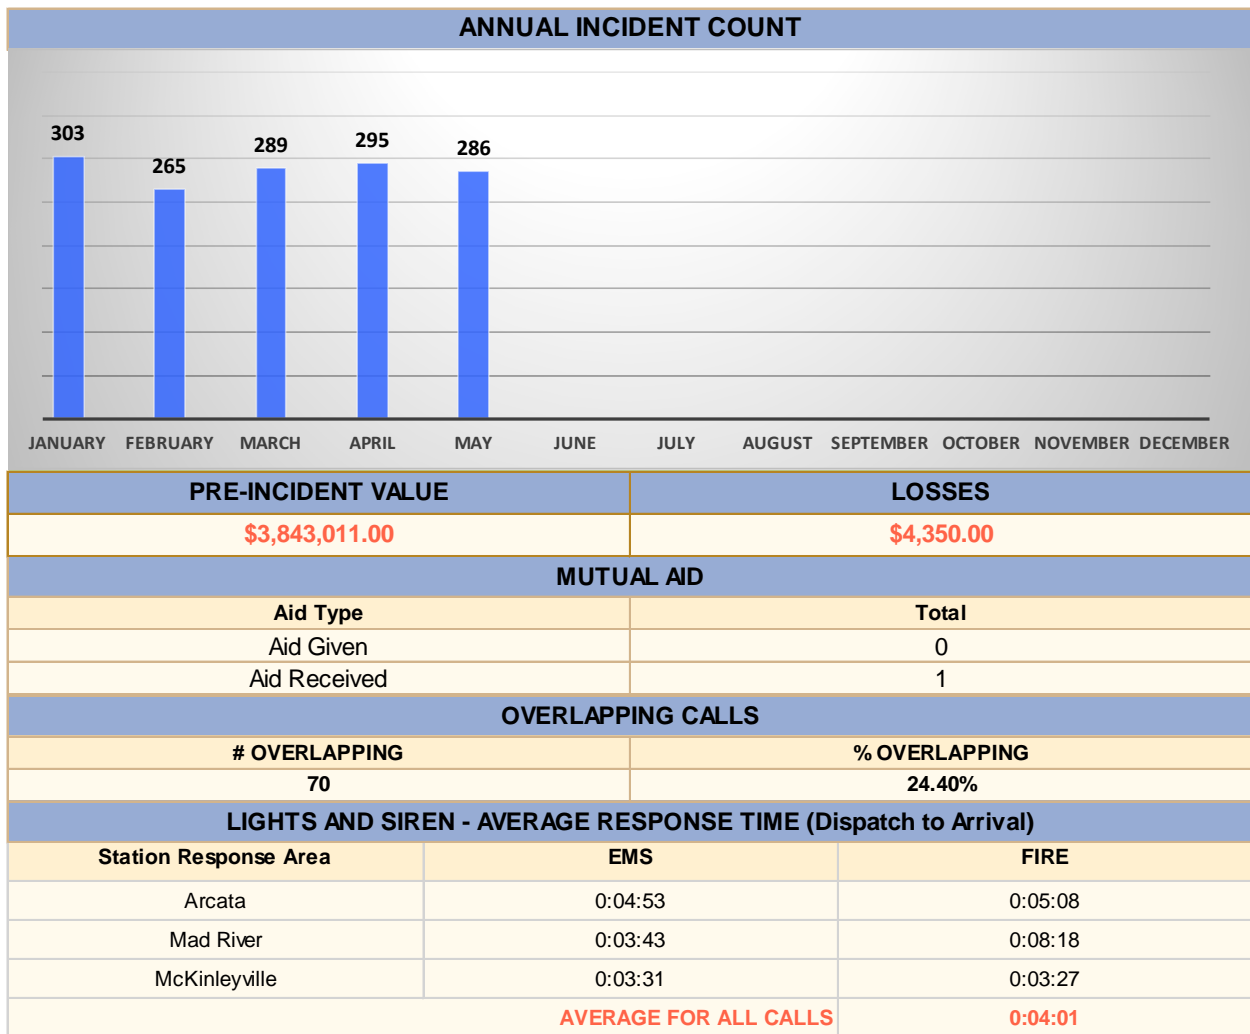 ANNUAL INCIDENT COUNT
303 265 289 295 286
JANUARY FEBRUARY MARCH APRIL MAY JUNE JULY AUGUST SEPTEMBER OCTOBER NOVEMBER DECEMBER
PRE-INCIDENT VALUE LOSSES
$3,843,011.00 $4,350.00
MUTUAL AID
Aid Type Total
Aid Given 0
Aid Received 1
OVERLAPPING CALLS
# OVERLAPPING % OVERLAPPING
70 24.40%
LIGHTS AND SIREN - AVERAGE RESPONSE TIME (Dispatch to Arrival)
Station Response Area EMS FIRE
Arcata 0:04:53 0:05:08
Mad River 0:03:43 0:08:18
McKinleyville 0:03:31 0:03:27
AVERAGE FOR ALL CALLS 0:04:01